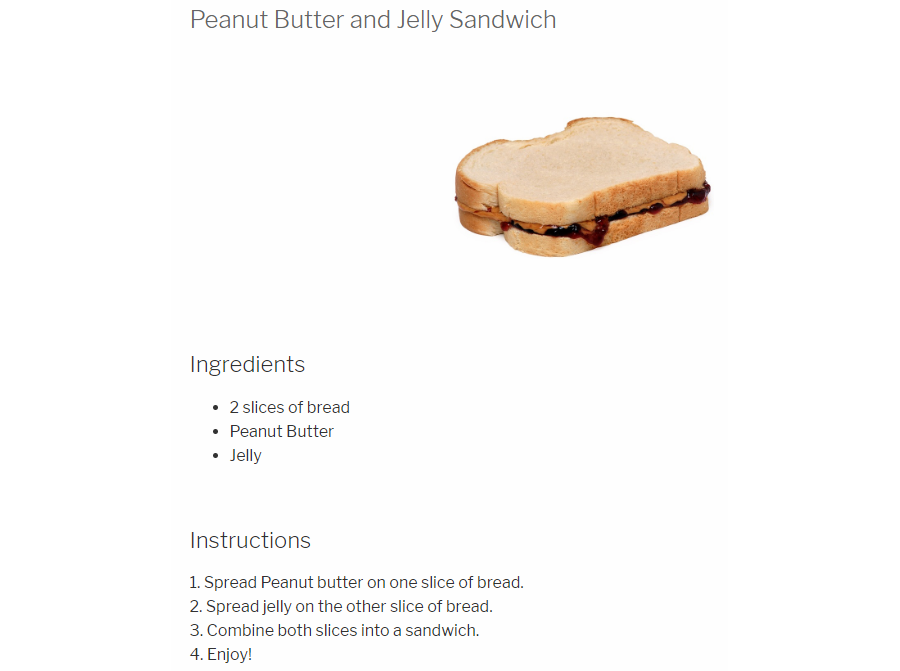 Peanut Butter and Jelly Sandwich
Ingredients
• 2 slices of bread
• Peanut Butter
• Jelly
Instructions
1. Spread Peanut butter on one slice of bread.
2. Spread jelly on the other slice of bread.
3. Combine both slices into a sandwich.
4. Enjoy!